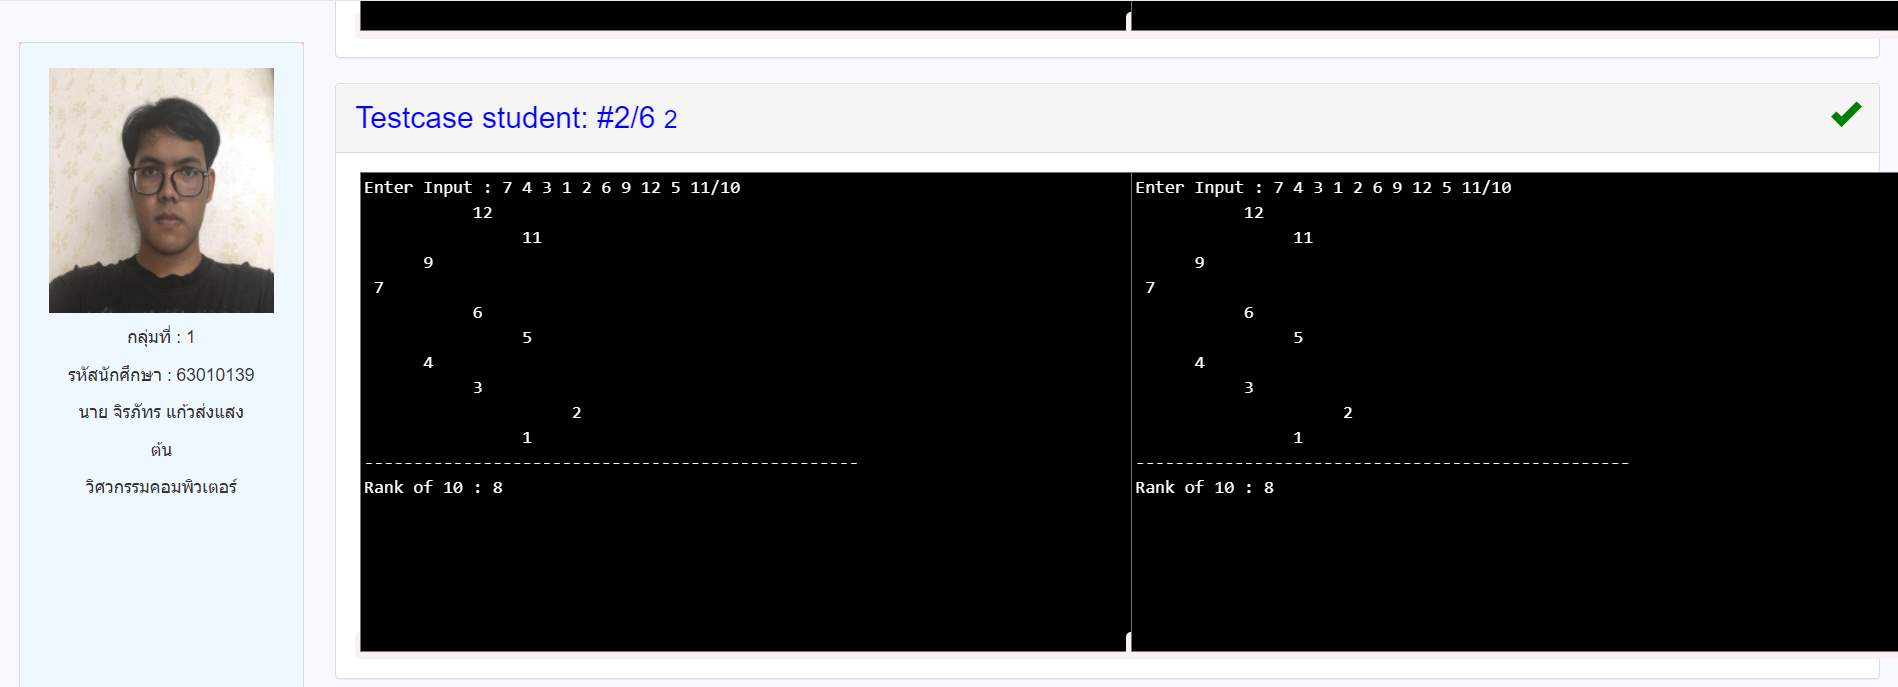 กลุ่มที่ : 1
รหัสนักศึกษา : 63010139
นาย จิรภัทร แก้วส่งแสง
ต้น
วิศวกรรมคอมพิวเตอร์
Testcase student: #2/6 2
Enter Input : 7 4 3 1 2 6 9 12 5 11/10
12
11
9
7
6
5
4
3
2
1
--------------------------------------------------
Rank of 10 : 8
Enter Input : 7 4 3 1 2 6 9 12 5 11/10
12
11
9
7
6
5
4
3
2
1
--------------------------------------------------
Rank of 10 : 8